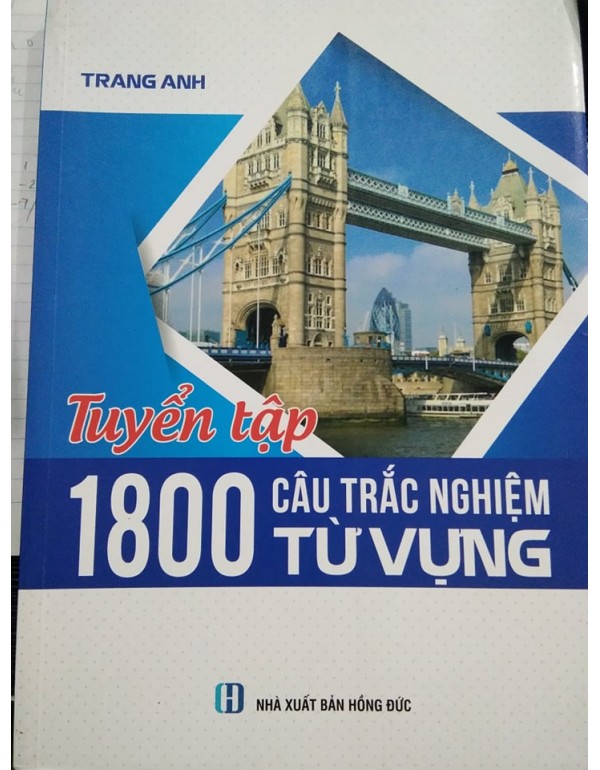 TRANG ANH
Tuyển tập
1800
CÂU TRẮC NGHIỆM
TỪ VỰNG
NHÀ XUẤT BẢN HỒNG ĐỨC